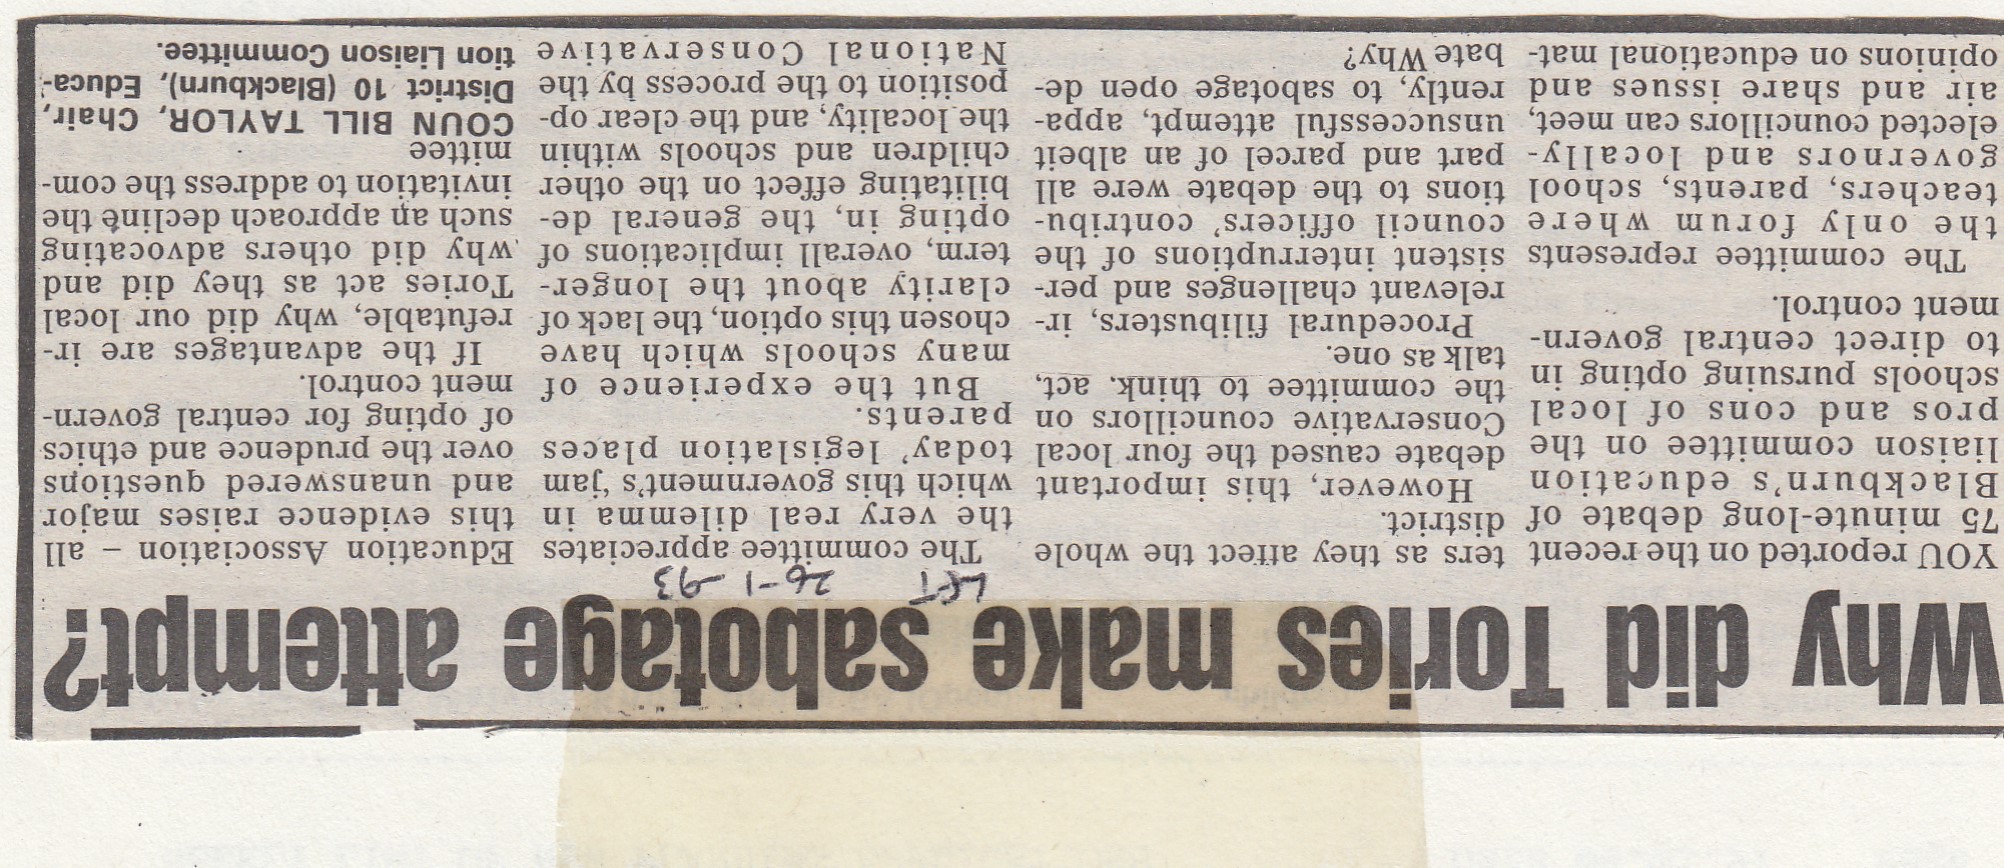 Why did Tories make sabotage attempt?
LET 26-1-93
YOU reported on the recent
75 minute-long debate of
Blackburn's education
liaison committee on the
pros and cons of local
schools pursuing opting in
to direct central govern-
ment control.
The committee represents
the only forum where
teachers, parents, school
governors and locally-
elected councillors can meet,
air and share issues and
opinions on educational mat-
ters as they affect the whole
district.
However, this important
debate caused the four local
Conservative councillors on
the committee to think. act,
talk as one.
Procedural filibusters, ir-
relevant challenges and per-
sistent interruptions of the
council officers' contribu-
tions to the debate were all
part and parcel of an albeit
unsuccessful attempt, appa-
rently, to sabotage open de-
bate Why?
The committee appreciates
the very real dilemma in
which this government's 'jam
today' legislation places
parents.
But the experience of
many schools which have
chosen this option, the lack of
clarity about the longer-
term, overall implications of
opting in, the general de-
bilitating effect on the other
children and schools within
the locality, and the clear op-
position to the process by the
National Conservative
Education Association – all
this evidence raises major
and unanswered questions
over the prudence and ethics
of opting for central govern-
ment control.
If the advantages are ir-
refutable, why did our local
Tories act as they did and
why did others advocating
such an approach decline the
invitation to address the com-
mittee
COUN BILL TAYLOR, Chair,
District 10 (Blackburn), Educa-
tion Liaison Committee.